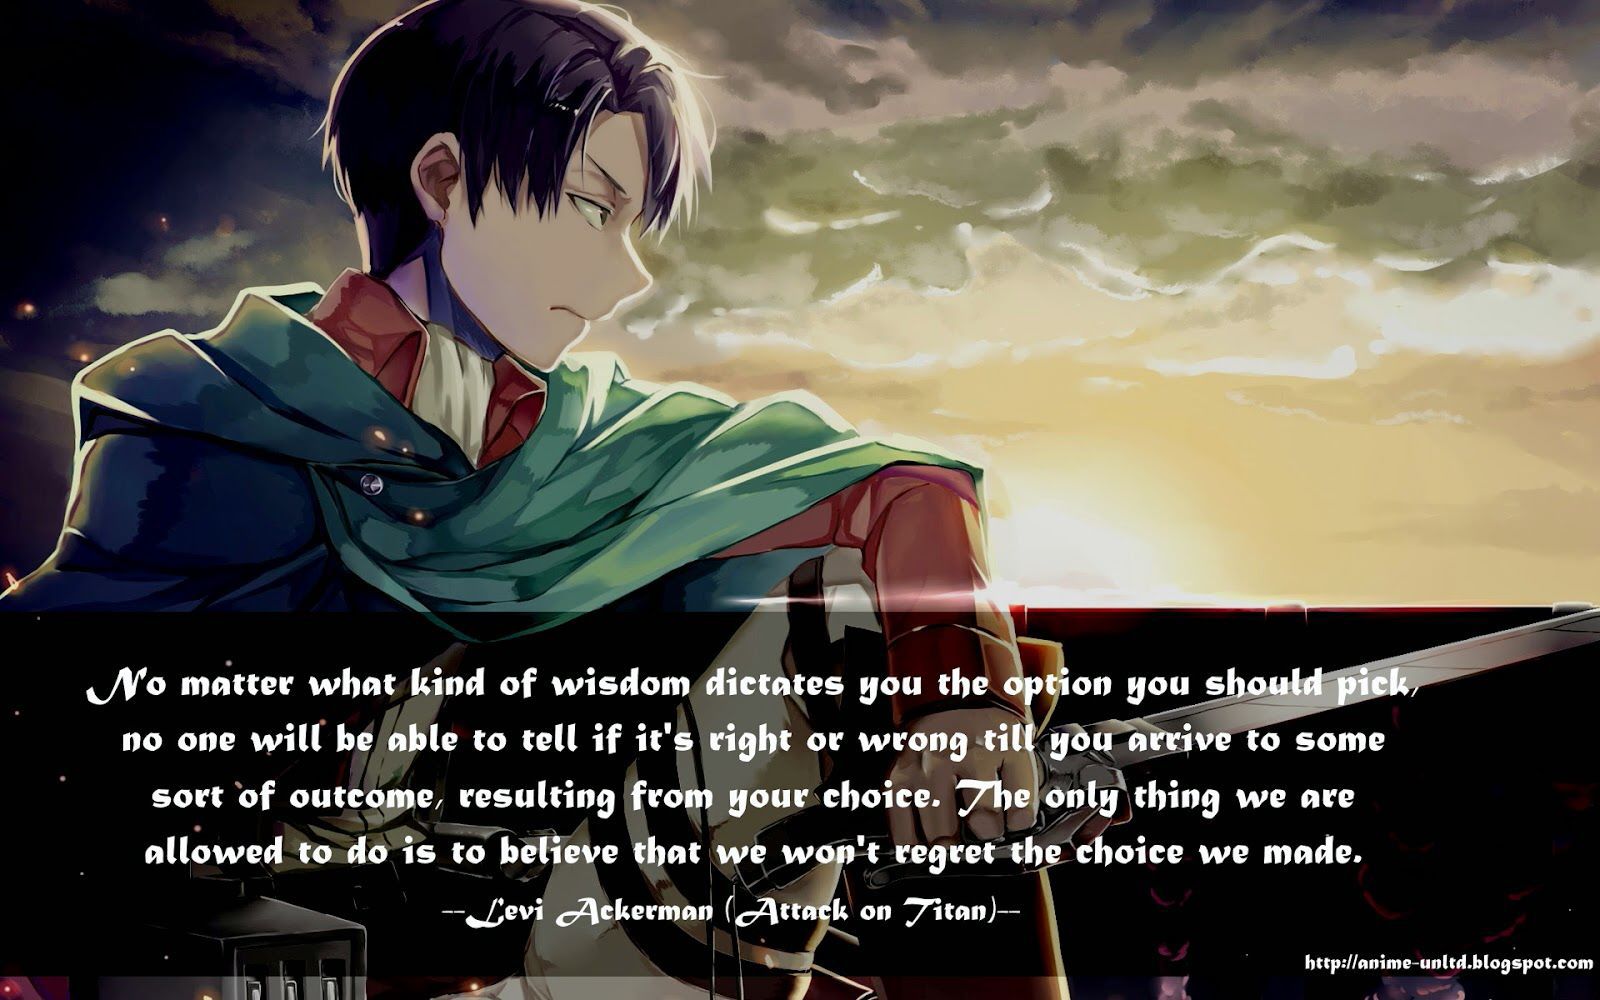 No matter what kind of wisdom dictates you the option you should pick,
no one will be able to tell if it's right or wrong till you arrive to some
sort of outcome, resulting from your choice. The only thing we are
allowed to do is to believe that we won't regret the choice we made.
--Levi Ackerman (Attack on Titan)--
http://anime-unltd.blogspot.com